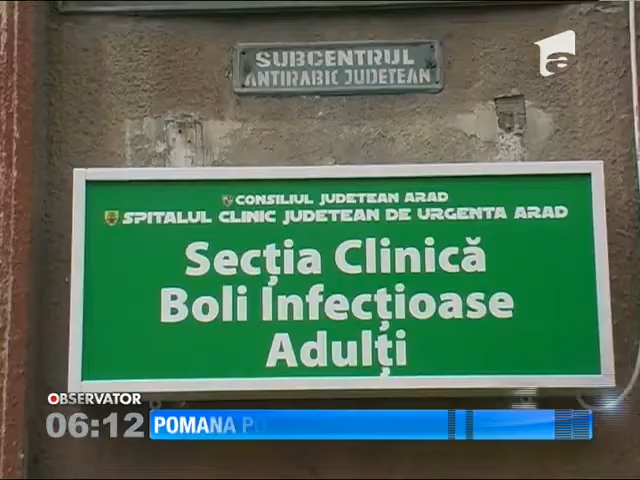 SUBCENTRUL
ANTIRABIC JUDETEAN
a
CONSILIUL JUDETEAN ARAD
SPITALUL CLINIC JUDETEAN DE URGENTA ARAD
Secția Clinică
Boli Infecțioase
Adulți
OBSERVATOR
06:12 POMANA